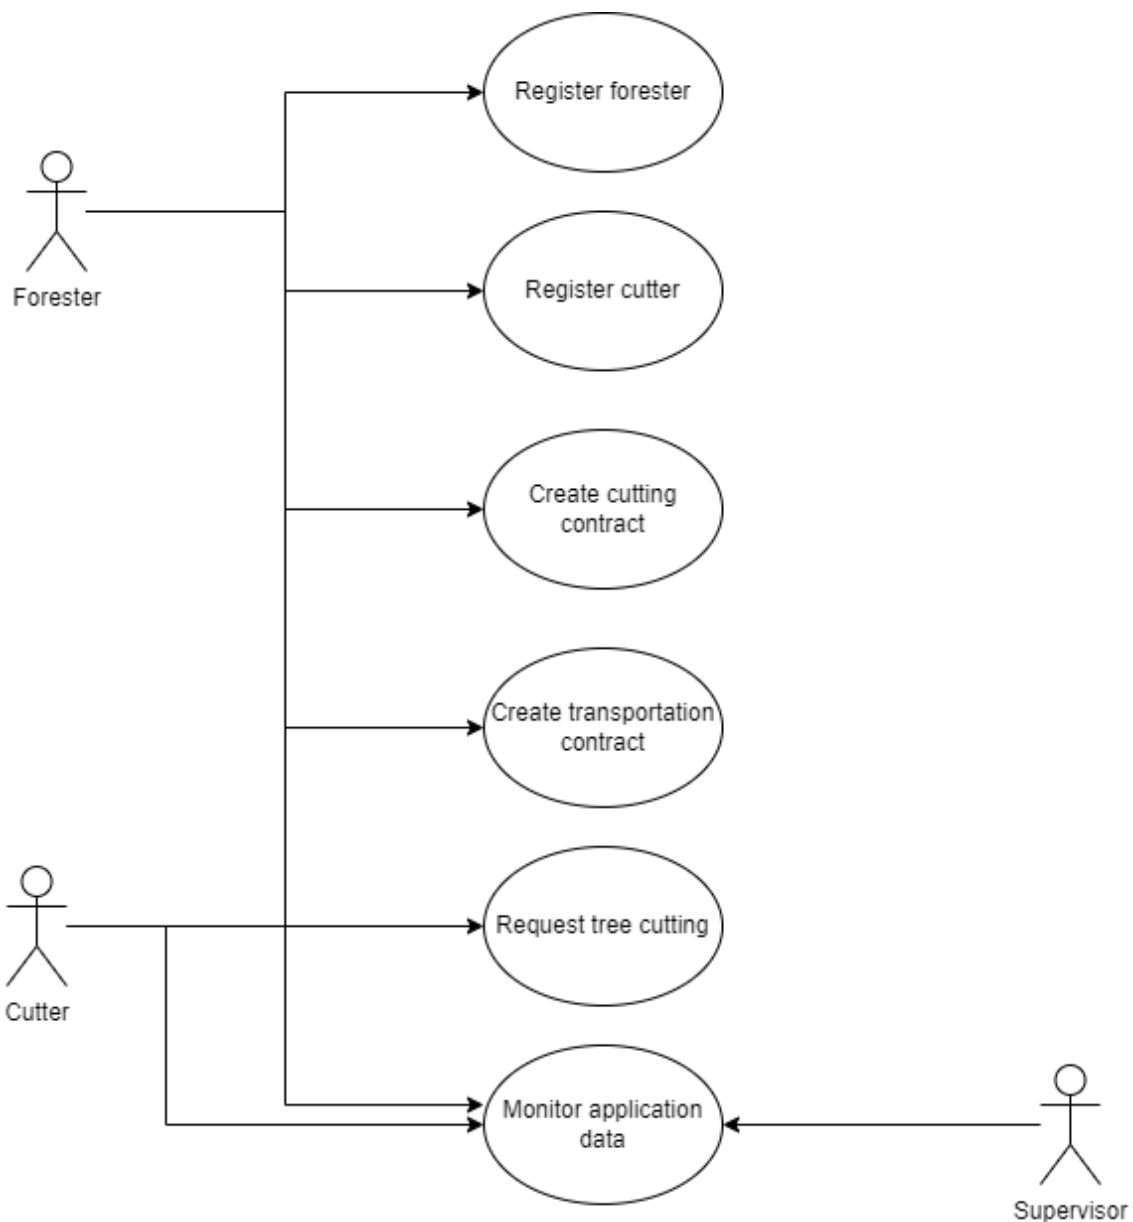 Register forester
Forester
Register cutter
Create cutting
contract
Create transportation
contract
Request tree cutting
Cutter
Monitor application
data
Supervisor